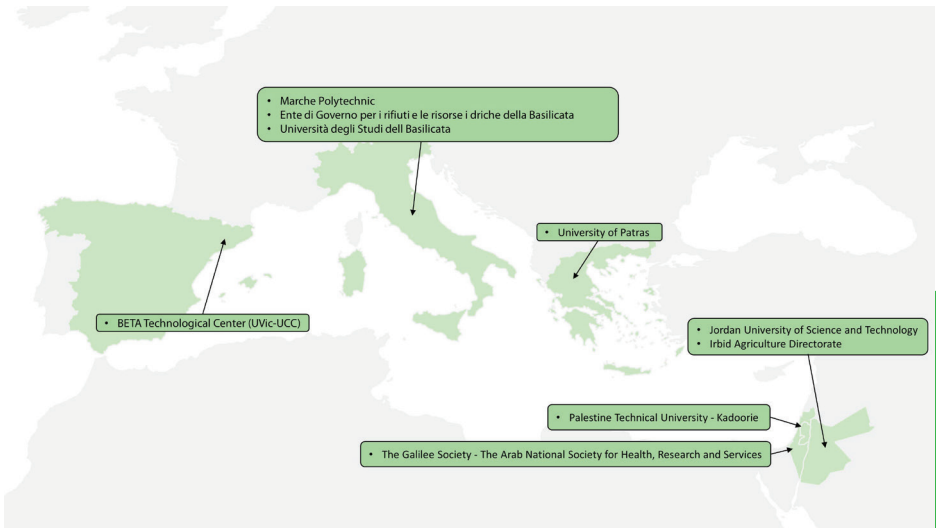 • Marche Polytechnic
• Ente di Governo per i rifiuti e le risorse i driche della Basilicata
• Università degli Studi dell Basilicata
• University of Patras
• BETA Technological Center (UVic-UCC)
• Jordan University of Science and Technology
• Irbid Agriculture Directorate
• Palestine Technical University - Kadoorie
• The Galilee Society - The Arab National Society for Health, Research and Services